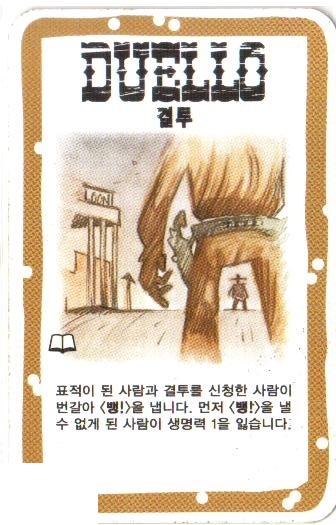 DUELLO
결투
LOON
표적이 된 사람과 결투를 신청한 사람이
번갈아 <뱅!>을 냅니다. 먼저 <뱅!>을 낼
수 없게 된 사람이 생명력 1을 잃습니다.